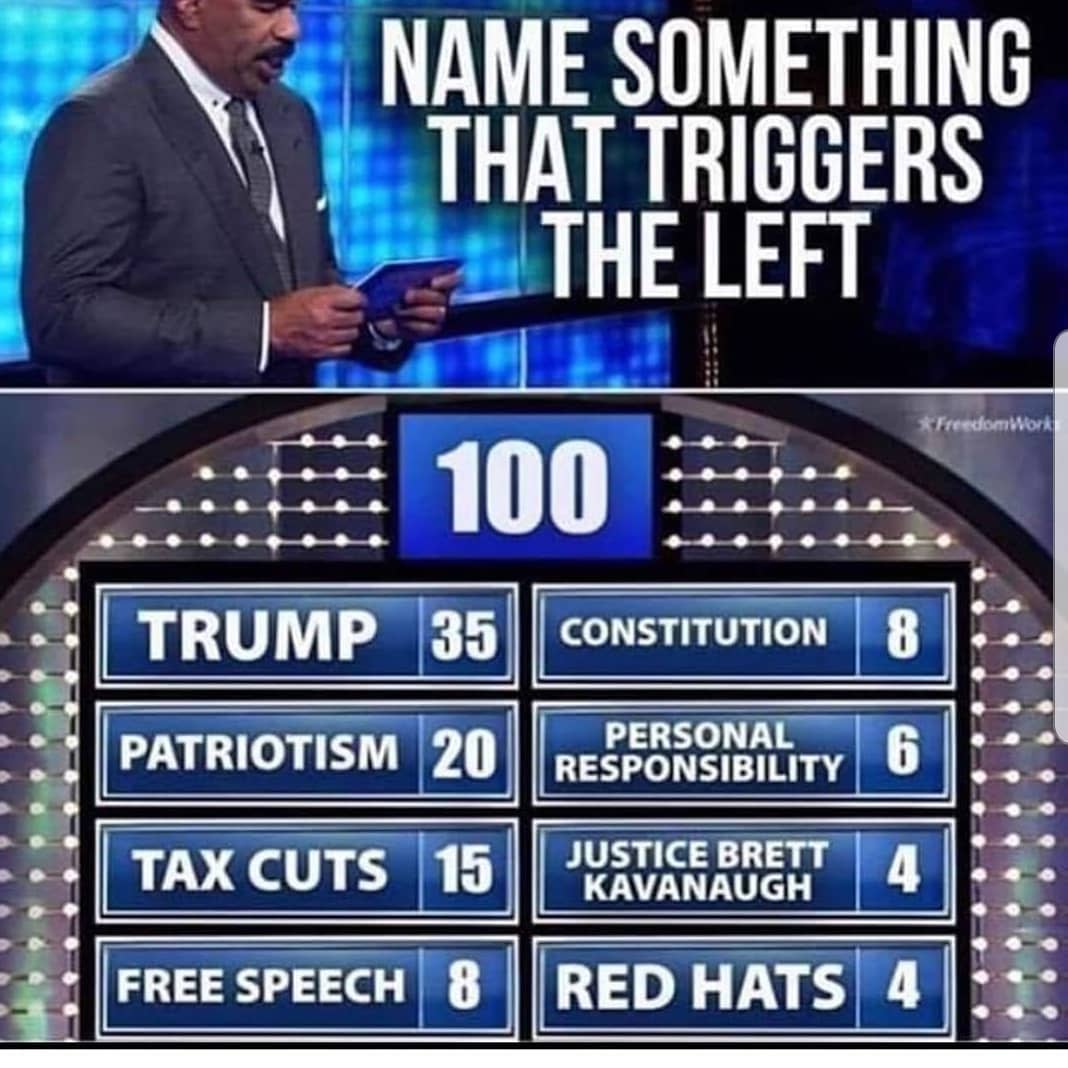 NAME SOMETHING
THAT TRIGGERS
THE LEFT
FreedomWorks
100
TRUMP 35
CONSTITUTION 8
PATRIOTISM 20
PERSONAL
RESPONSIBILITY 6
TAX CUTS 15
JUSTICE BRETT
KAVANAUGH 4
FREE SPEECH 8
RED HATS 4